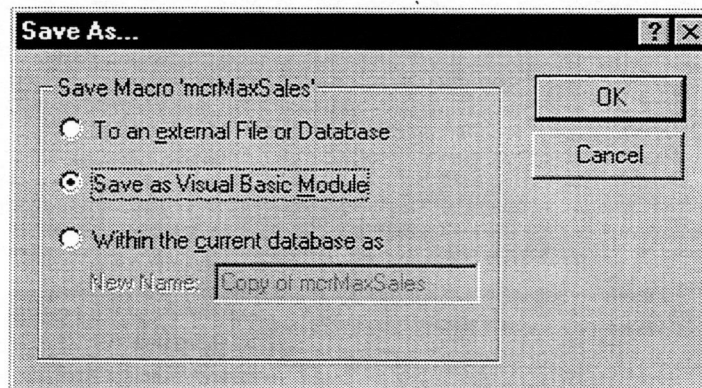 Save As...
? ×
Save Macro 'mcrMaxSales'
OK
To an external File or Database
Cancel
Save as Visual Basic Module
Within the current database as
New Name: Copy of mcrMaxSales